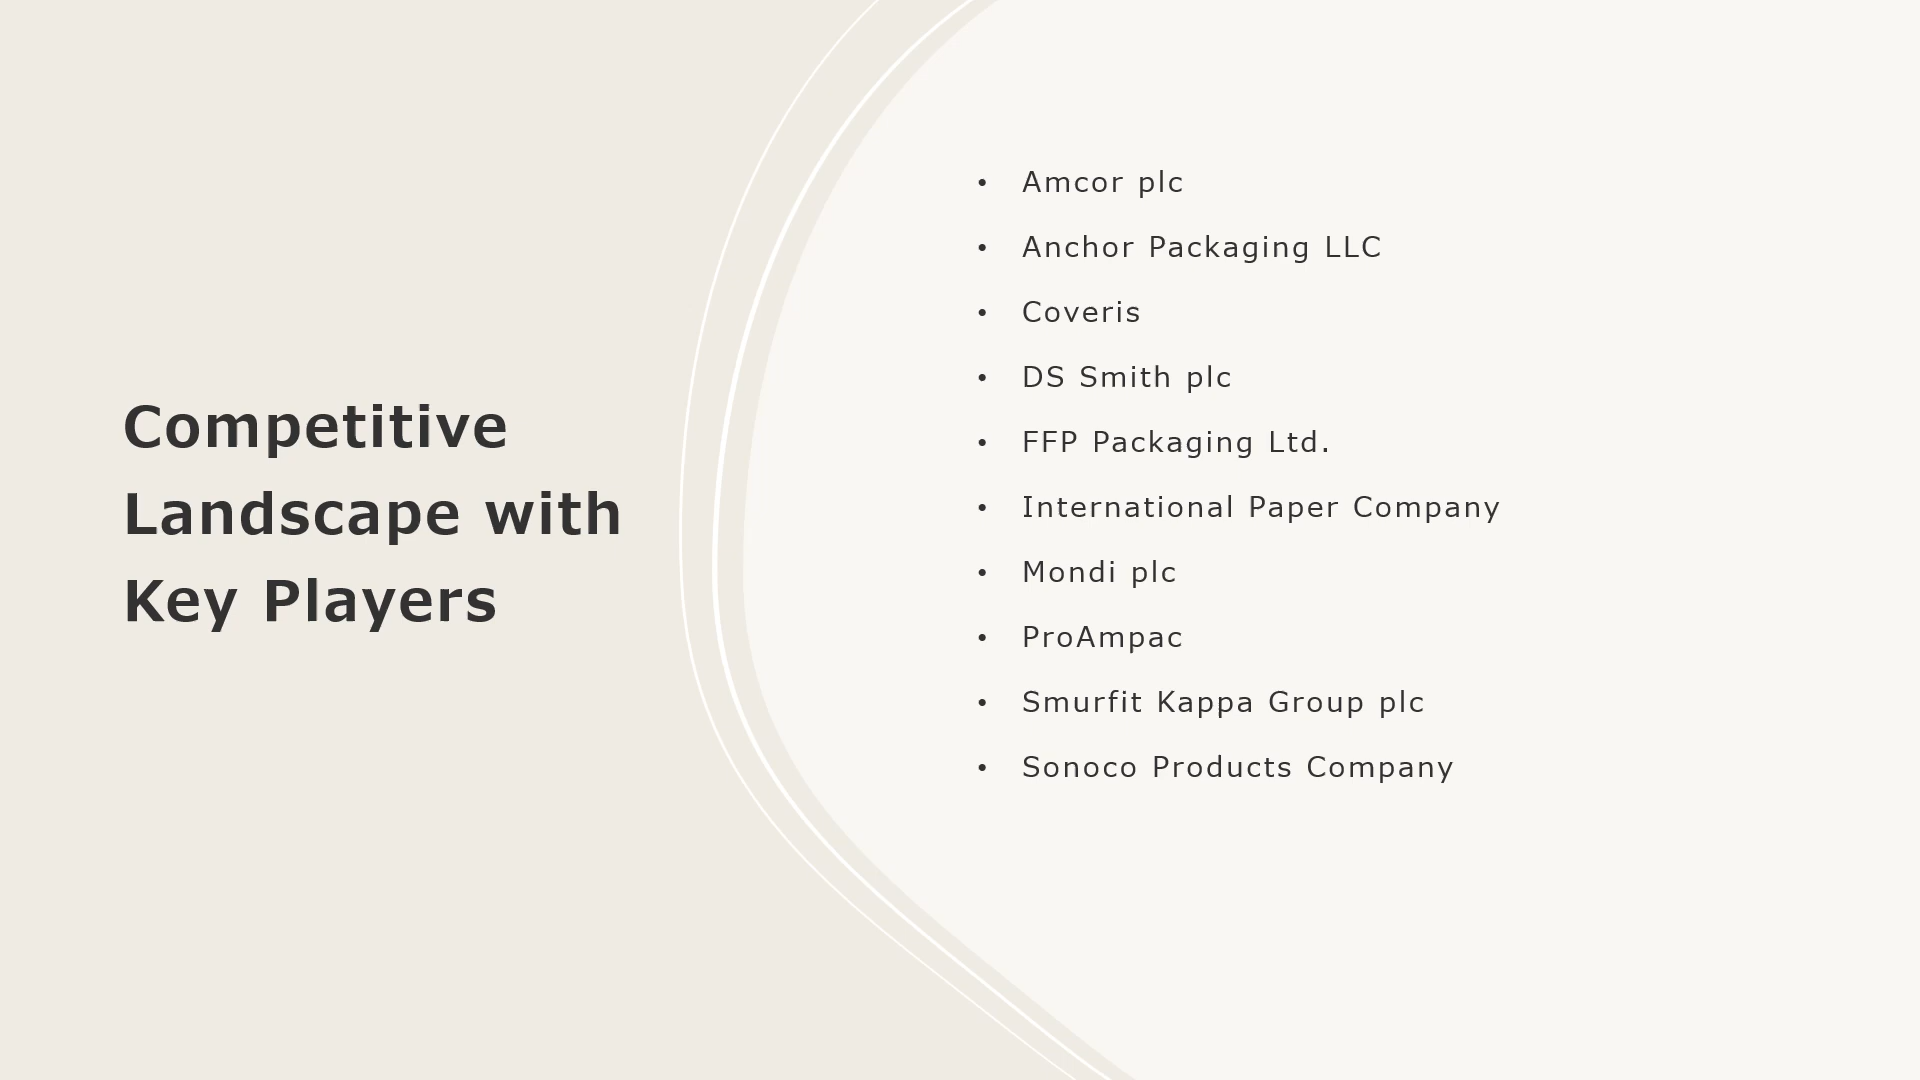 Competitive
Landscape with
Key Players
• Amcor plc
• Anchor Packaging LLC
• Coveris
• DS Smith plc
• FFP Packaging Ltd.
• International Paper Company
• Mondi plc
• ProAmpac
• Smurfit Kappa Group plc
• Sonoco Products Company